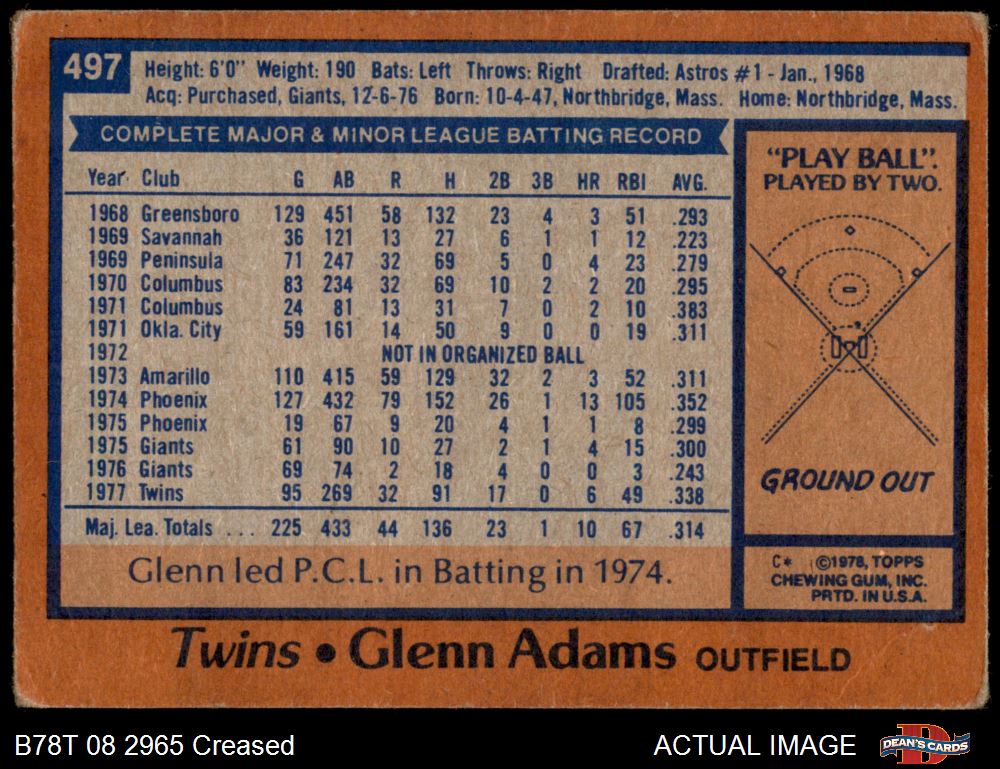 497
Height: 6'0" Weight: 190 Bats: Left Throws: Right Drafted: Astros #1 - Jan., 1968
Acq: Purchased, Giants, 12-6-76 Born: 10-4-47, Northbridge, Mass. Home: Northbridge, Mass.
COMPLETE MAJOR & MINOR LEAGUE BATTING RECORD
Year Club G AB R H 2B 3B HR RBI AVG.
1968 Greensboro 129 451 58 132 23 4 3 51 .293
1969 Savannah 36 121 13 27 6 1 1 12 .223
1969 Peninsula 71 247 32 69 5 0 4 23 .279
1970 Columbus 83 234 32 69 10 2 2 20 .295
1971 Columbus 24 81 13 31 7 0 2 10 .383
1971 Okla. City 59 161 14 50 9 0 0 19 .311
1972 NOT IN ORGANIZED BALL
1973 Amarillo 110 415 59 129 32 2 3 52 .311
1974 Phoenix 127 432 79 152 26 1 13 105 .352
1975 Phoenix 19 67 9 20 4 1 1 8 .299
1975 Giants 61 90 10 27 2 1 4 15 .300
1976 Giants 69 74 2 18 4 0 0 3 .243
1977 Twins 95 269 32 91 17 0 6 49 .338
Maj. Lea. Totals ... 225 433 44 136 23 1 10 67 .314
Glenn led P.C.L. in Batting in 1974.
"PLAY BALL".
PLAYED BY TWO.
GROUND OUT
C* ©1978, TOPPS
CHEWING GUM, INC.
PRTD. IN U.S.A.
Twins • Glenn Adams OUTFIELD
B78T 08 2965 Creased
ACTUAL IMAGE
DEAN'S CARDS